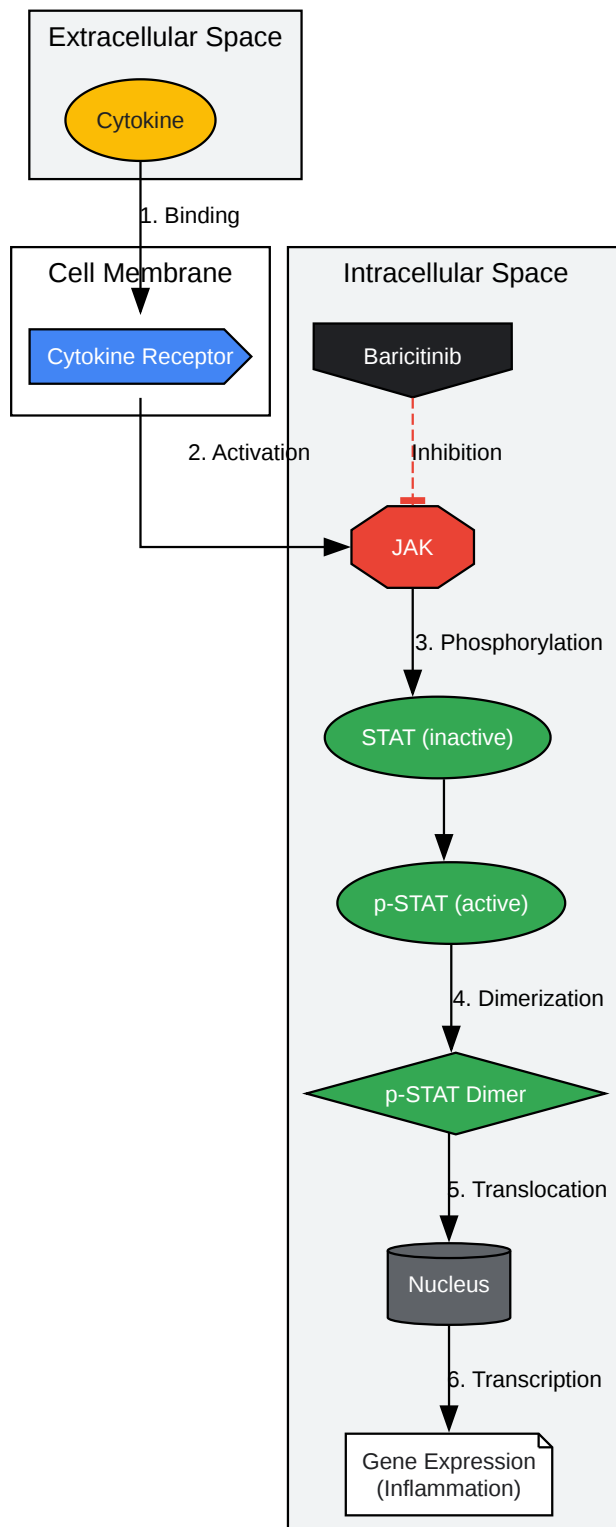 Extracellular Space
Cytokine
1. Binding
Cell Membrane
Cytokine Receptor
Intracellular Space
Baricitinib
2. Activation
Inhibition
JAK
3. Phosphorylation
STAT (inactive)
p-STAT (active)
4. Dimerization
p-STAT Dimer
5. Translocation
Nucleus
6. Transcription
Gene Expression
(Inflammation)